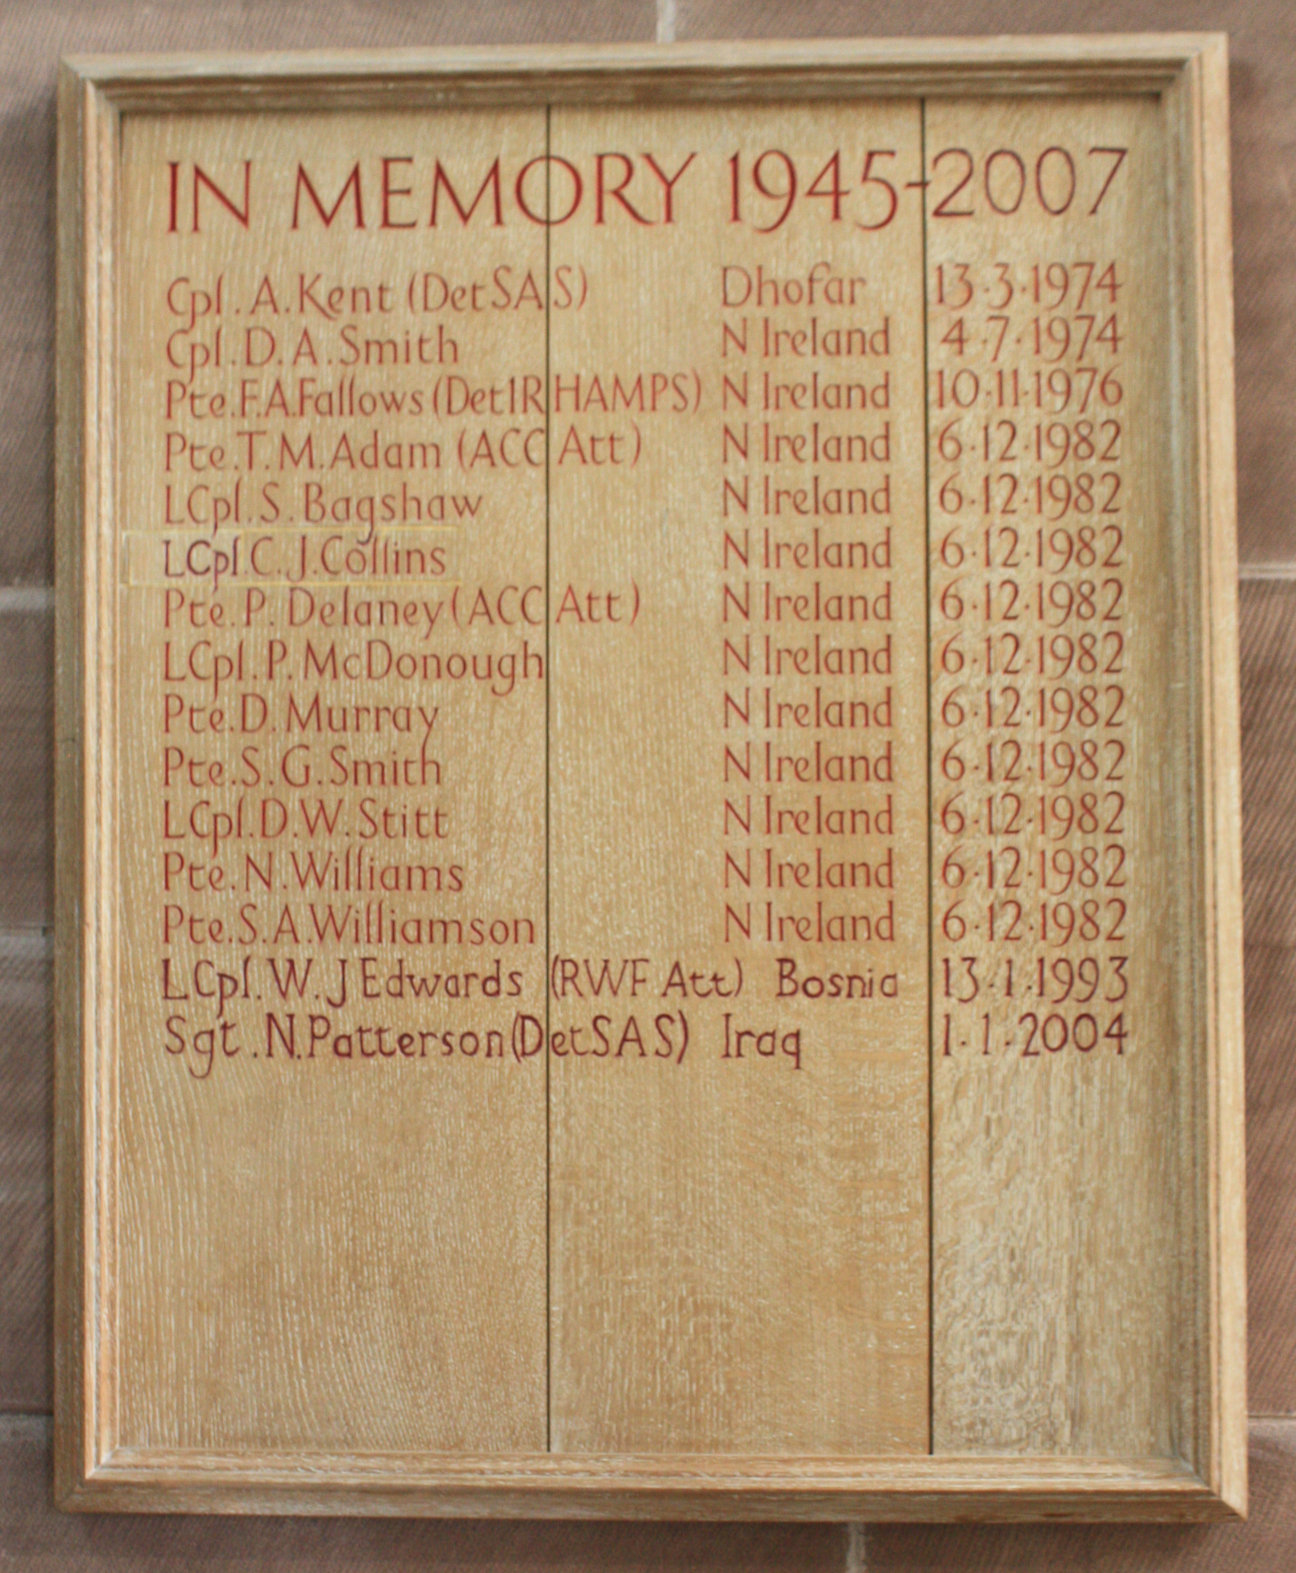 IN MEMORY 1945-2007
Cpl. A. Kent (Det SAS) Dhofar 13·3·1974
Cpl. D. A. Smith N Ireland 4·7·1974
Pte. F. A. Fallows (Det 1R HAMPS) N Ireland 10·11·1976
Pte. T. M. Adam (ACC Att) N Ireland 6·12·1982
LCpl. S. Bagshaw N Ireland 6·12·1982
LCpl. C. J. Collins N Ireland 6·12·1982
Pte. P. Delaney (ACC Att) N Ireland 6·12·1982
LCpl. P. McDonough N Ireland 6·12·1982
Pte. D. Murray N Ireland 6·12·1982
Pte. S. G. Smith N Ireland 6·12·1982
LCpl. D. W. Stitt N Ireland 6·12·1982
Pte. N. Williams N Ireland 6·12·1982
Pte. S. A. Williamson N Ireland 6·12·1982
LCpl. W. J Edwards (RWF Att) Bosnia 13·1·1993
Sgt. N. Patterson (Det SAS) Iraq 1·1·2004